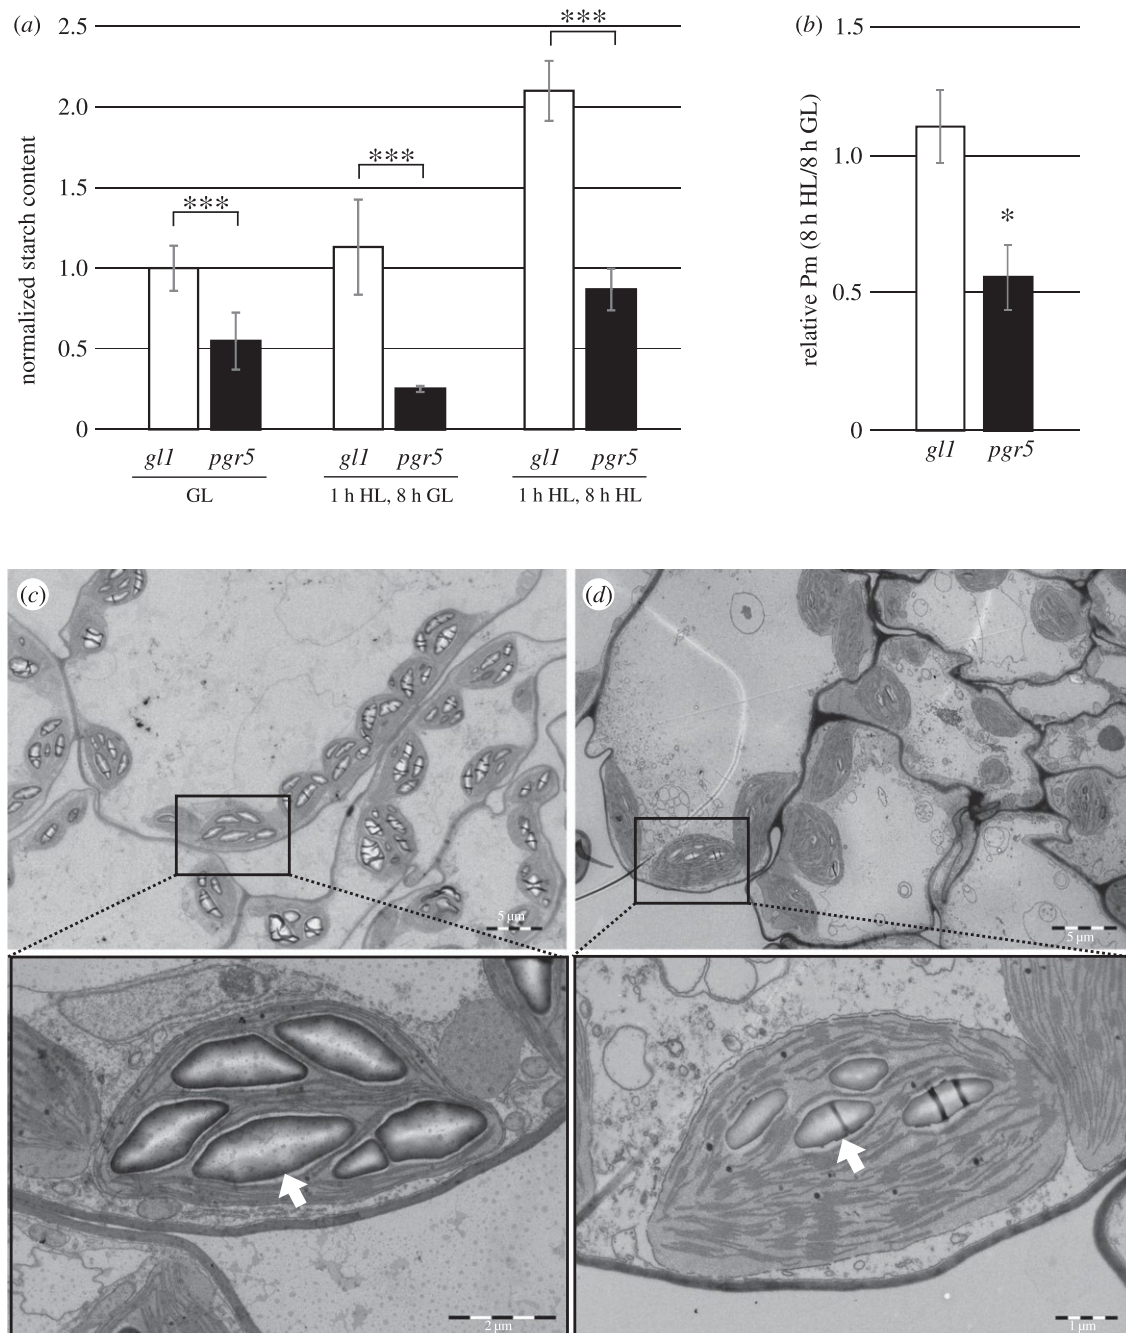 (a)
2.5
2.0
1.5
1.0
0.5
0
normalized starch content
***
***
***
gl1 pgr5 gl1 pgr5 gl1 pgr5
GL 1 h HL, 8 h GL 1 h HL, 8 h HL
(b)
1.5
1.0
0.5
0
relative Pm (8 h HL/8 h GL)
*
gl1 pgr5
(c)
5 µm
(d)
5 µm
2 µm
1 µm